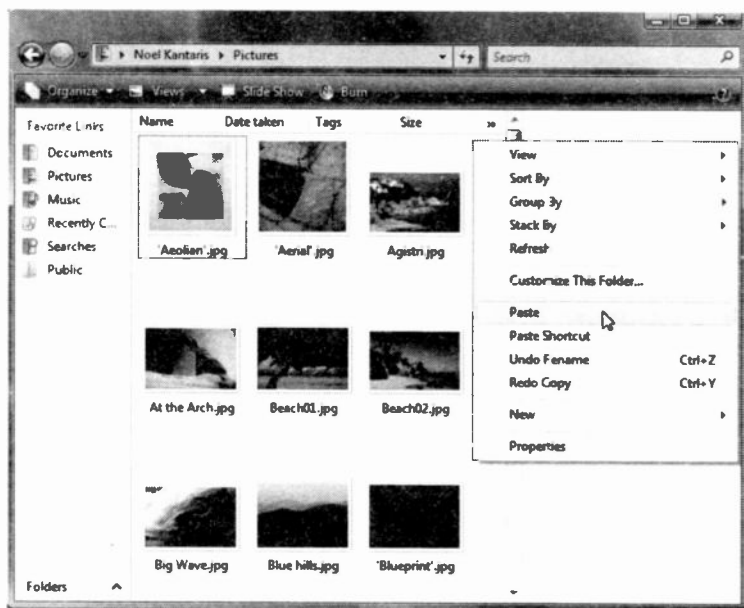 Noel Kantaris Pictures
Search
Organize Views Slide Show Burn
Favorite Links
Documents
Pictures
Music
Recently C...
Searches
Public
Folders
Name Date taken Tags Size »
'Aeolian'.jpg 'Aerial'.jpg Agistri.jpg
At the Arch.jpg Beach01.jpg Beach02.jpg
Big Wave.jpg Blue hills.jpg 'Blueprint'.jpg
View
Sort By
Group By
Stack By
Refresh
Customize This Folder...
Paste
Paste Shortcut
Undo Rename Ctrl+Z
Redo Copy Ctrl+Y
New
Properties